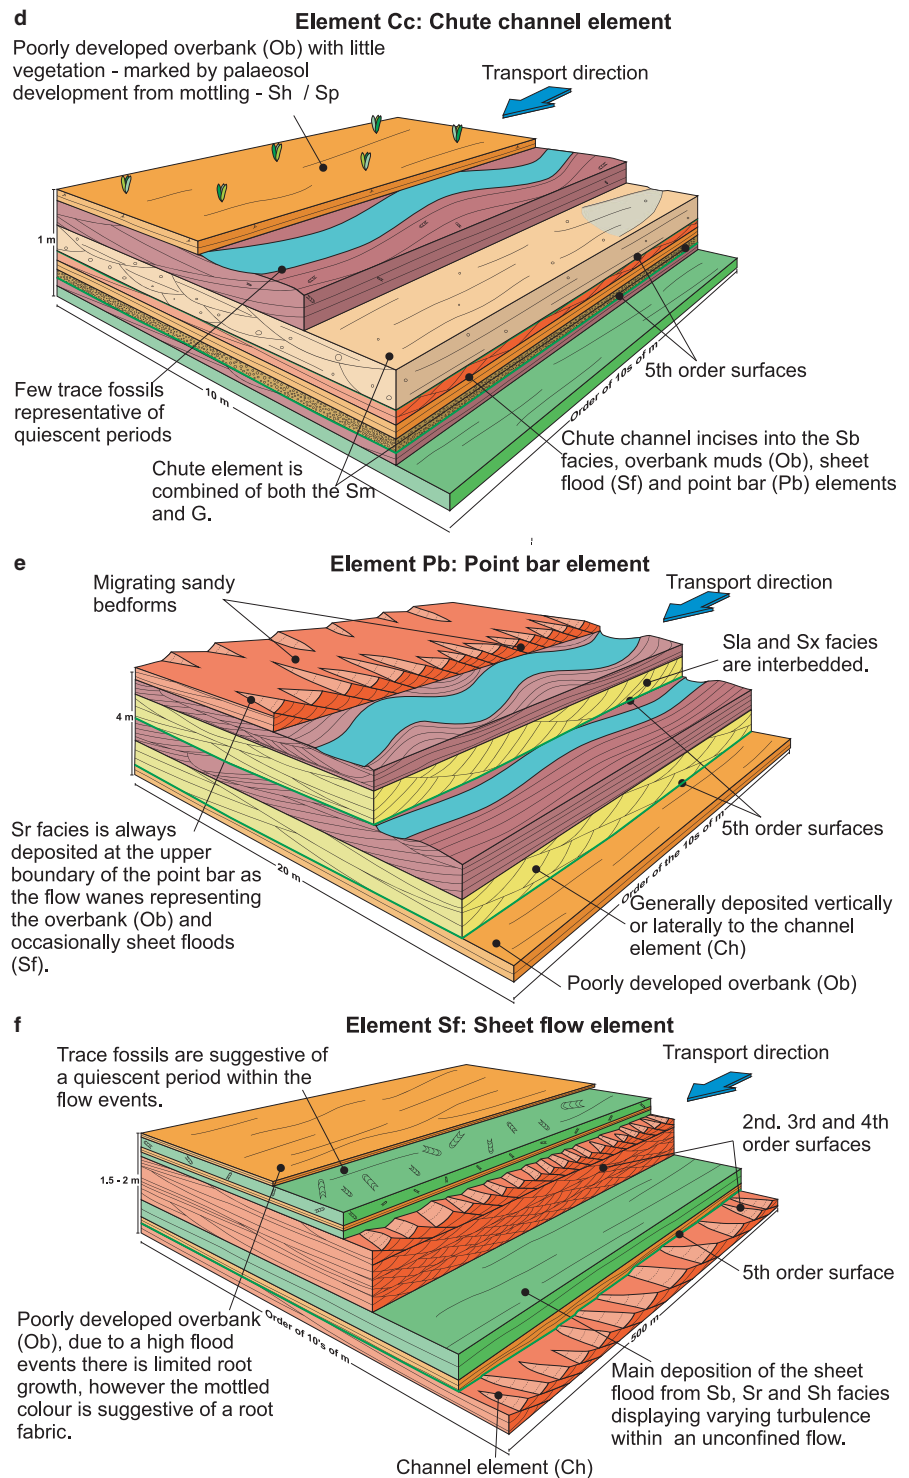 d
Element Cc: Chute channel element
Poorly developed overbank (Ob) with little
vegetation - marked by palaeosol
development from mottling - Sh / Sp
Transport direction
1 m
10 m
Order of 10s of m
5th order surfaces
Few trace fossils
representative of
quiescent periods
Chute channel incises into the Sb
facies, overbank muds (Ob), sheet
flood (Sf) and point bar (Pb) elements
Chute element is
combined of both the Sm
and G.
e
Element Pb: Point bar element
Migrating sandy
bedforms
Transport direction
Sla and Sx facies
are interbedded.
4 m
20 m
Order of the 10s of m
5th order surfaces
Sr facies is always
deposited at the upper
boundary of the point bar as
the flow wanes representing
the overbank (Ob) and
occasionally sheet floods
(Sf).
Generally deposited vertically
or laterally to the channel
element (Ch)
Poorly developed overbank (Ob)
f
Element Sf: Sheet flow element
Trace fossils are suggestive of
a quiescent period within the
flow events.
Transport direction
2nd. 3rd and 4th
order surfaces
1.5 - 2 m
5th order surface
Order of 10's of m
500 m
Poorly developed overbank
(Ob), due to a high flood
events there is limited root
growth, however the mottled
colour is suggestive of a root
fabric.
Main deposition of the sheet
flood from Sb, Sr and Sh facies
displaying varying turbulence
within an unconfined flow.
Channel element (Ch)